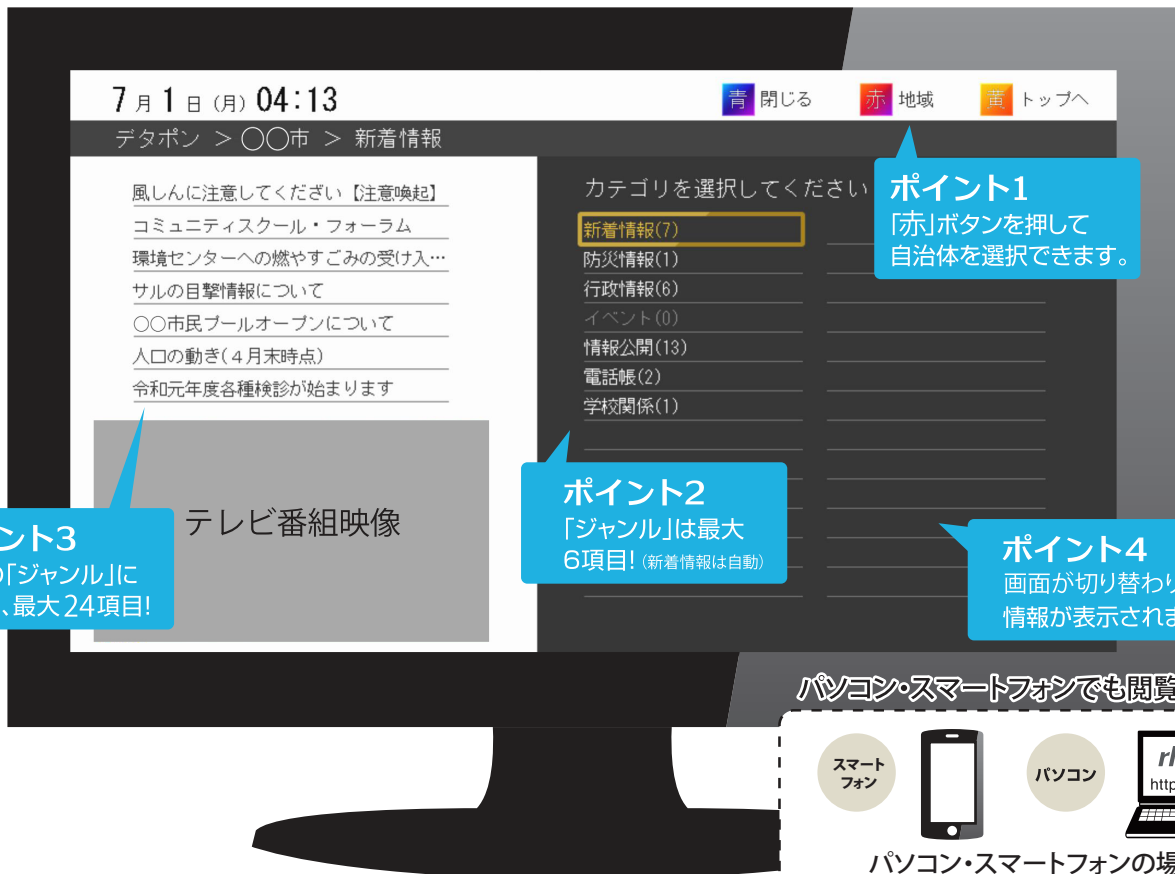 7月1日(月) 04:13
青 閉じる 赤 地域 黄 トップへ
デタポン > ○○市 > 新着情報
風しんに注意してください【注意喚起】
コミュニティスクール・フォーラム
環境センターへの燃やすごみの受け入…
サルの目撃情報について
○○市民プールオープンについて
人口の動き(4月末時点)
令和元年度各種検診が始まります
テレビ番組映像
カテゴリを選択してください
新着情報(7)
防災情報(1)
行政情報(6)
イベント(0)
情報公開(13)
電話帳(2)
学校関係(1)
ポイント1
「赤」ボタンを押して
自治体を選択できます。
ポイント2
「ジャンル」は最大
6項目!(新着情報は自動)
ント3
の「ジャンル」に
、最大24項目!
ポイント4
画面が切り替わり
情報が表示されま
パソコン・スマートフォンでも閲覧
スマート
フォン
パソコン
http
パソコン・スマートフォンの場